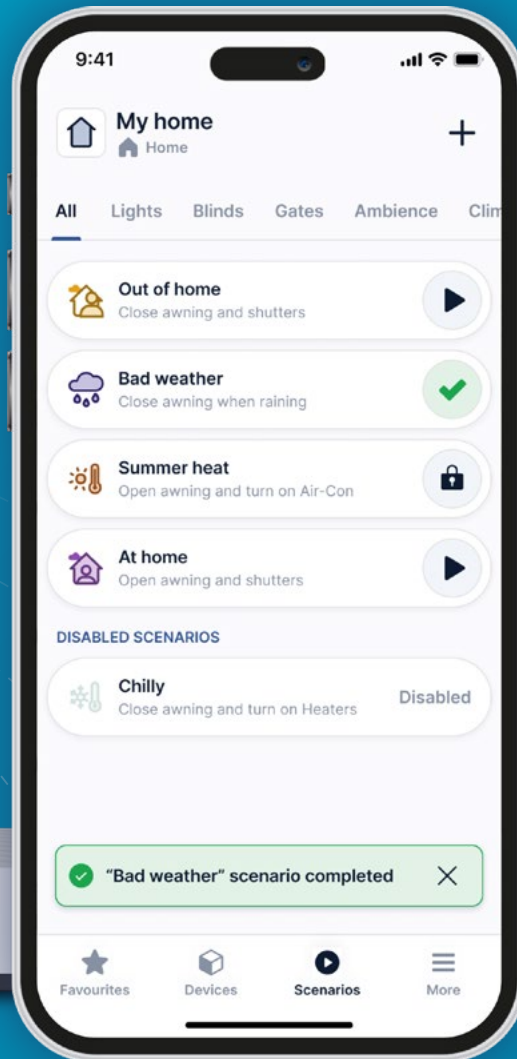 9:41
My home
Home
All Lights Blinds Gates Ambience Clim
Out of home
Close awning and shutters
Bad weather
Close awning when raining
Summer heat
Open awning and turn on Air-Con
At home
Open awning and shutters
DISABLED SCENARIOS
Chilly
Close awning and turn on Heaters
Disabled
“Bad weather” scenario completed
Favourites Devices Scenarios More